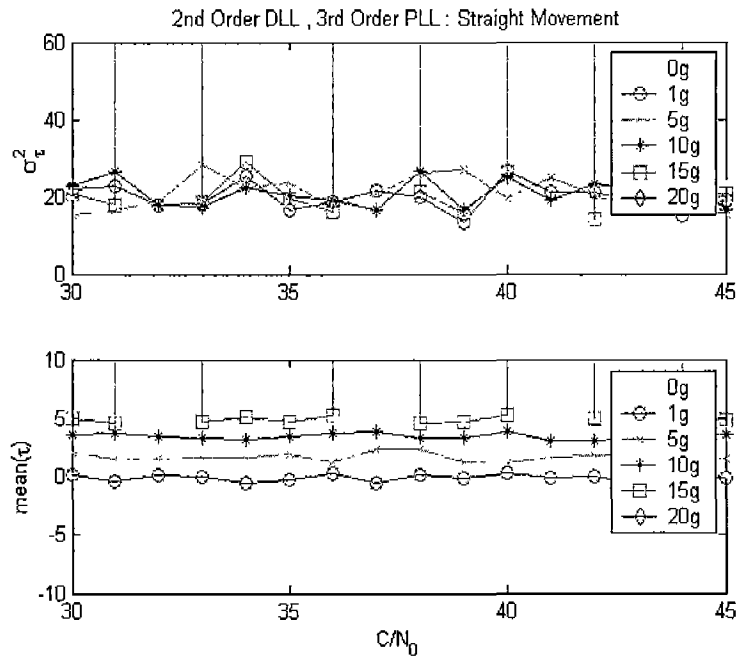 2nd Order DLL , 3rd Order PLL : Straight Movement
60
40
20
0
σ²τ
30
35
40
45
0g
1g
5g
10g
15g
20g
10
5
0
-5
-10
mean(τ)
30
35
40
45
C/N₀
0g
1g
5g
10g
15g
20g